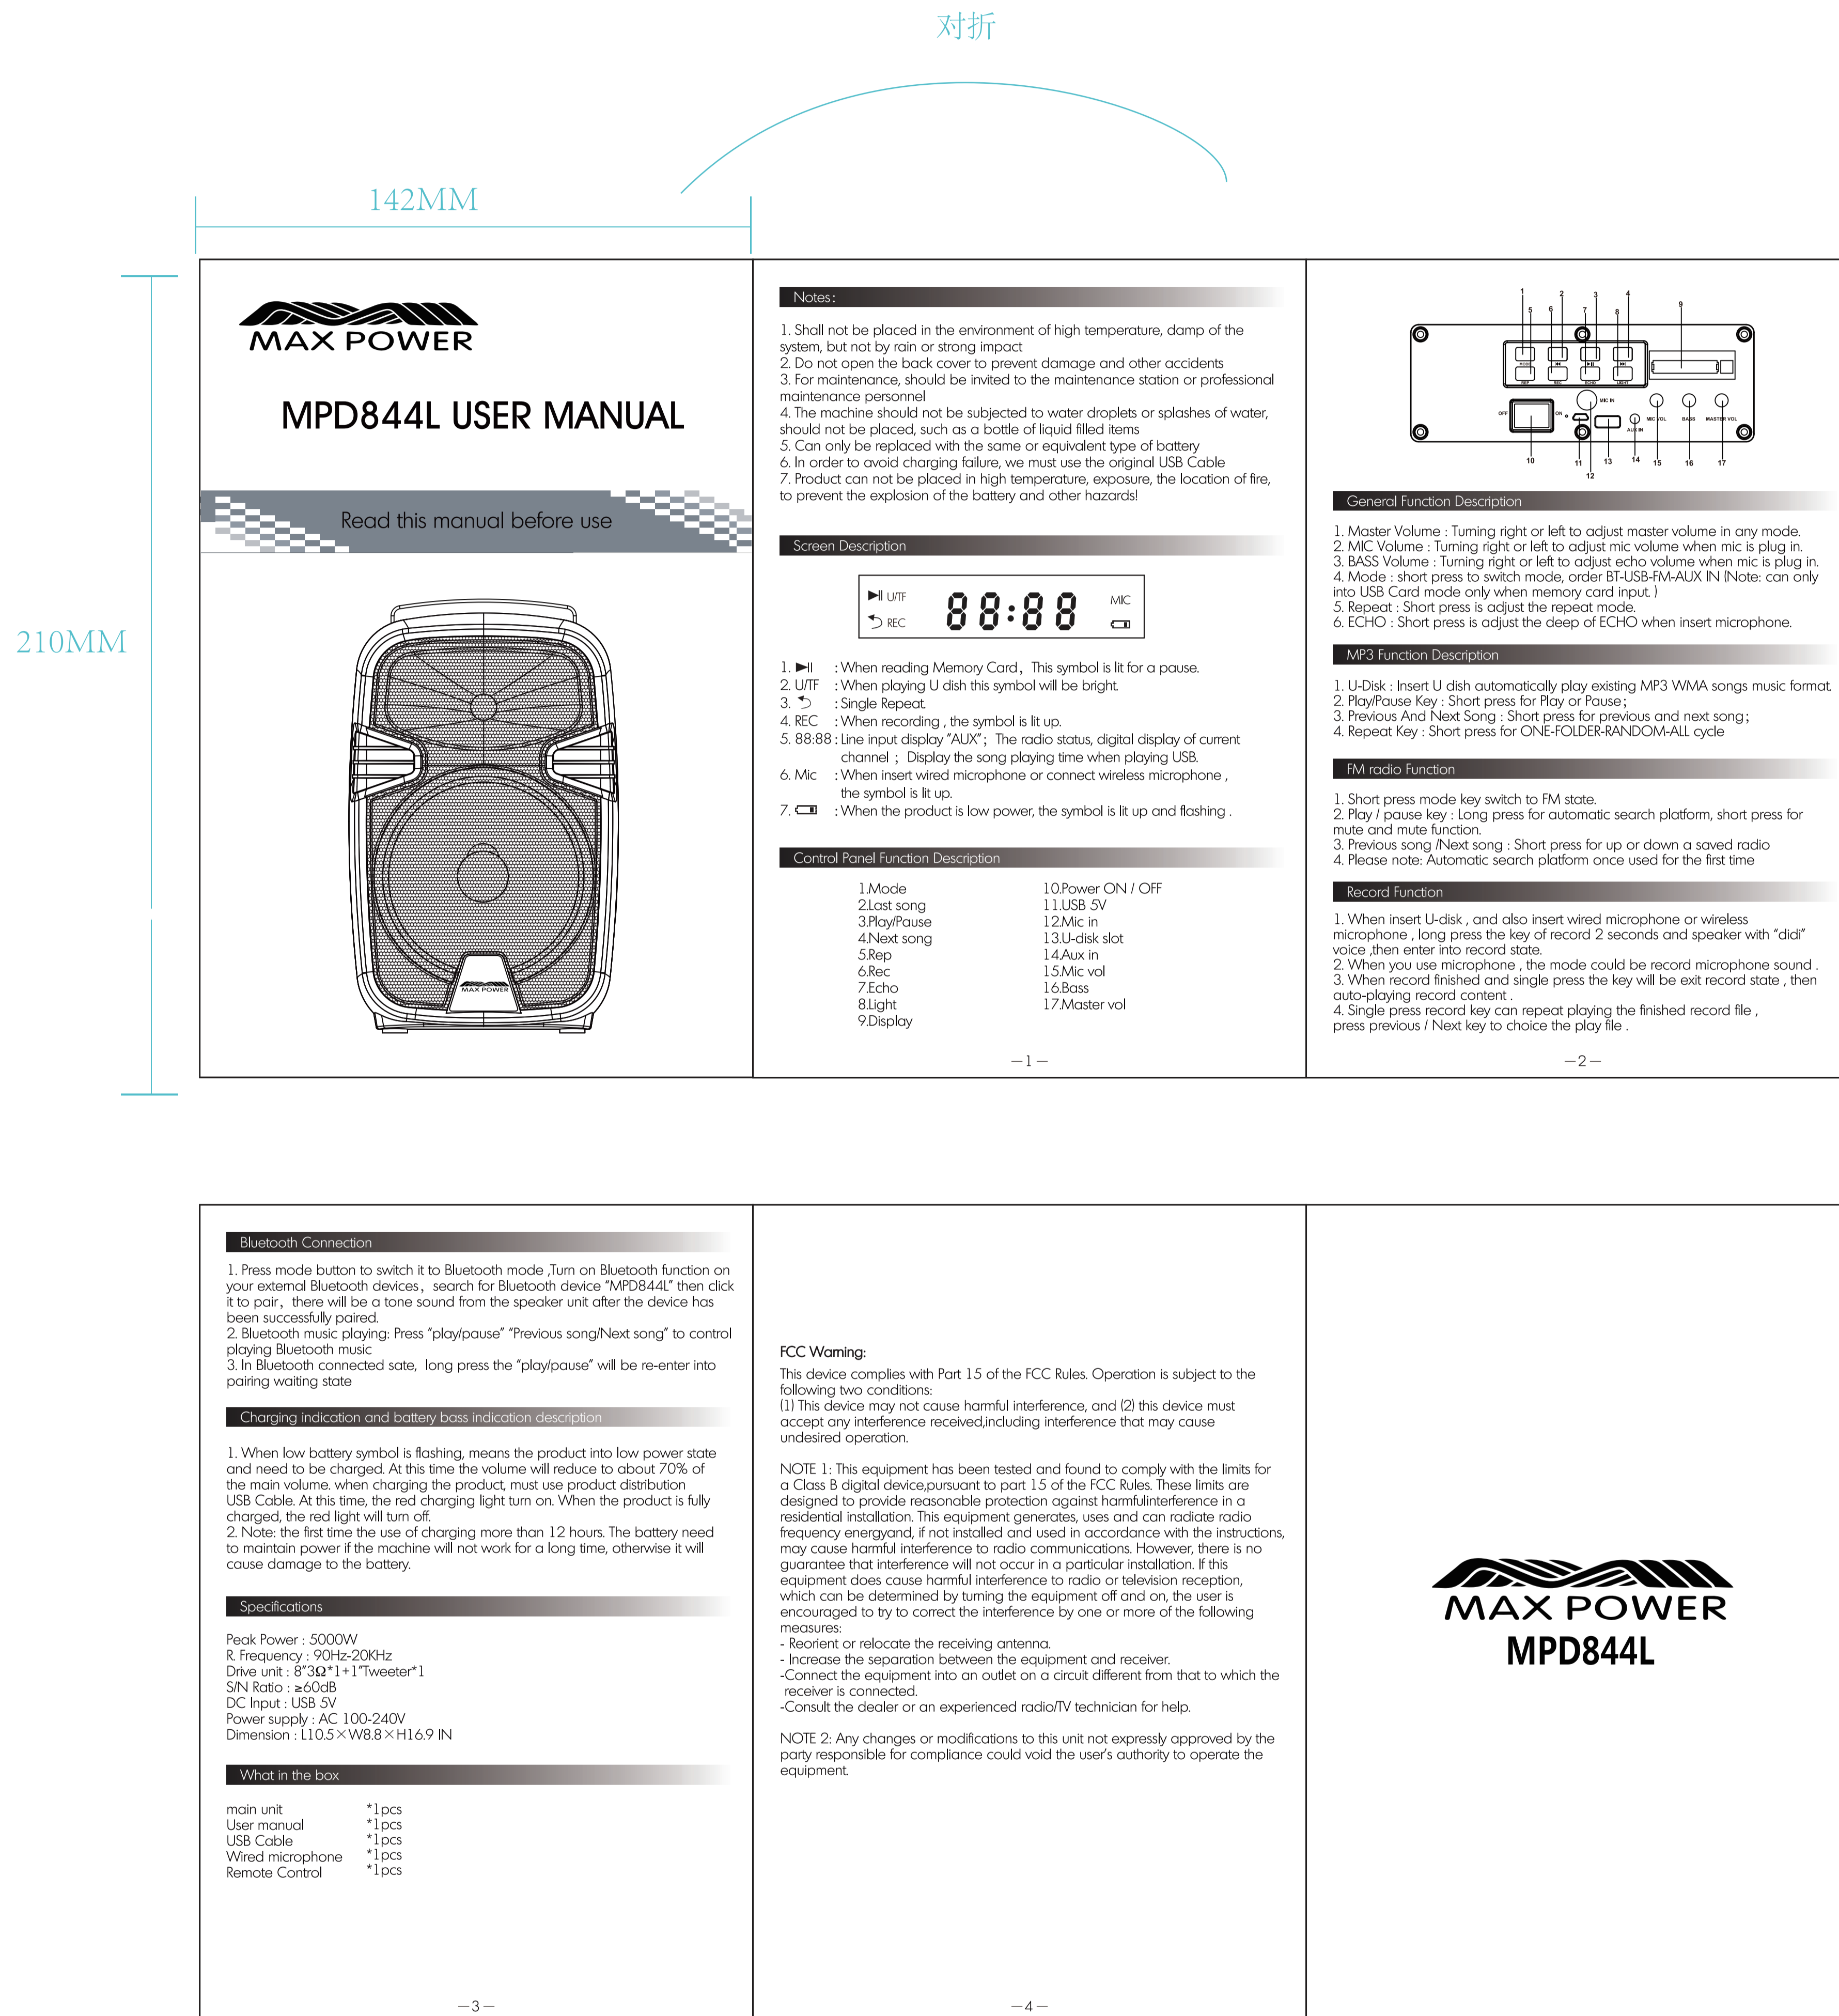 对折
142MM
210MM
MAX POWER
MPD844L USER MANUAL
Read this manual before use
MAX POWER
Notes:
1. Shall not be placed in the environment of high temperature, damp of the
system, but not by rain or strong impact
2. Do not open the back cover to prevent damage and other accidents
3. For maintenance, should be invited to the maintenance station or professional
maintenance personnel
4. The machine should not be subjected to water droplets or splashes of water,
should not be placed, such as a bottle of liquid filled items
5. Can only be replaced with the same or equivalent type of battery
6. In order to avoid charging failure, we must use the original USB Cable
7. Product can not be placed in high temperature, exposure, the location of fire,
to prevent the explosion of the battery and other hazards!
Screen Description
U/TF
REC
88:88
MIC
1. ▶II : When reading Memory Card，This symbol is lit for a pause.
2. U/TF : When playing U dish this symbol will be bright.
3. ⮌ : Single Repeat.
4. REC : When recording , the symbol is lit up.
5. 88:88 : Line input display "AUX"；The radio status, digital display of current
channel ；Display the song playing time when playing USB.
6. Mic : When insert wired microphone or connect wireless microphone ,
the symbol is lit up.
7. : When the product is low power, the symbol is lit up and flashing .
Control Panel Function Description
1.Mode
2.Last song
3.Play/Pause
4.Next song
5.Rep
6.Rec
7.Echo
8.Light
9.Display
10.Power ON / OFF
11.USB 5V
12.Mic in
13.U-disk slot
14.Aux in
15.Mic vol
16.Bass
17.Master vol
—1—
1 2 3 4 9
5 6 7 8
MODE
REP REC ECHO LIGHT
OFF ON
MIC IN
AUX IN
MIC VOL BASS MASTER VOL
10 11 12 13 14 15 16 17
General Function Description
1. Master Volume : Turning right or left to adjust master volume in any mode.
2. MIC Volume : Turning right or left to adjust mic volume when mic is plug in.
3. BASS Volume : Turning right or left to adjust echo volume when mic is plug in.
4. Mode : short press to switch mode, order BT-USB-FM-AUX IN (Note: can only
into USB Card mode only when memory card input. )
5. Repeat : Short press is adjust the repeat mode.
6. ECHO : Short press is adjust the deep of ECHO when insert microphone.
MP3 Function Description
1. U-Disk : Insert U dish automatically play existing MP3 WMA songs music format.
2. Play/Pause Key : Short press for Play or Pause；
3. Previous And Next Song : Short press for previous and next song；
4. Repeat Key : Short press for ONE-FOLDER-RANDOM-ALL cycle
FM radio Function
1. Short press mode key switch to FM state.
2. Play / pause key : Long press for automatic search platform, short press for
mute and mute function.
3. Previous song /Next song : Short press for up or down a saved radio
4. Please note: Automatic search platform once used for the first time
Record Function
1. When insert U-disk , and also insert wired microphone or wireless
microphone , long press the key of record 2 seconds and speaker with "didi"
voice ,then enter into record state.
2. When you use microphone , the mode could be record microphone sound .
3. When record finished and single press the key will be exit record state , then
auto-playing record content .
4. Single press record key can repeat playing the finished record file ,
press previous / Next key to choice the play file .
—2—
Bluetooth Connection
1. Press mode button to switch it to Bluetooth mode ,Turn on Bluetooth function on
your external Bluetooth devices，search for Bluetooth device "MPD844L" then click
it to pair，there will be a tone sound from the speaker unit after the device has
been successfully paired.
2. Bluetooth music playing: Press "play/pause" "Previous song/Next song" to control
playing Bluetooth music
3. In Bluetooth connected sate，long press the "play/pause" will be re-enter into
pairing waiting state
Charging indication and battery bass indication description
1. When low battery symbol is flashing, means the product into low power state
and need to be charged. At this time the volume will reduce to about 70% of
the main volume. when charging the product, must use product distribution
USB Cable. At this time, the red charging light turn on. When the product is fully
charged, the red light will turn off.
2. Note: the first time the use of charging more than 12 hours. The battery need
to maintain power if the machine will not work for a long time, otherwise it will
cause damage to the battery.
Specifications
Peak Power : 5000W
R. Frequency : 90Hz-20KHz
Drive unit : 8"3Ω*1+1"Tweeter*1
S/N Ratio : ≥60dB
DC Input : USB 5V
Power supply : AC 100-240V
Dimension : L10.5×W8.8×H16.9 IN
What in the box
main unit *1pcs
User manual *1pcs
USB Cable *1pcs
Wired microphone *1pcs
Remote Control *1pcs
—3—
FCC Warning:
This device complies with Part 15 of the FCC Rules. Operation is subject to the
following two conditions:
(1) This device may not cause harmful interference, and (2) this device must
accept any interference received,including interference that may cause
undesired operation.
NOTE 1: This equipment has been tested and found to comply with the limits for
a Class B digital device,pursuant to part 15 of the FCC Rules. These limits are
designed to provide reasonable protection against harmfulinterference in a
residential installation. This equipment generates, uses and can radiate radio
frequency energyand, if not installed and used in accordance with the instructions,
may cause harmful interference to radio communications. However, there is no
guarantee that interference will not occur in a particular installation. If this
equipment does cause harmful interference to radio or television reception,
which can be determined by turning the equipment off and on, the user is
encouraged to try to correct the interference by one or more of the following
measures:
- Reorient or relocate the receiving antenna.
- Increase the separation between the equipment and receiver.
-Connect the equipment into an outlet on a circuit different from that to which the
receiver is connected.
-Consult the dealer or an experienced radio/TV technician for help.
NOTE 2: Any changes or modifications to this unit not expressly approved by the
party responsible for compliance could void the user's authority to operate the
equipment.
—4—
MAX POWER
MPD844L